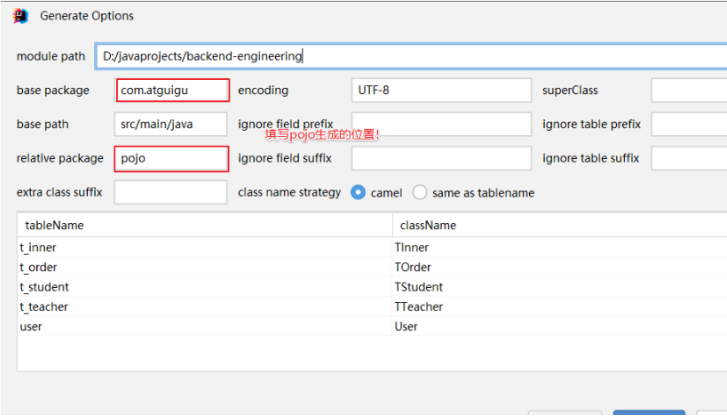 Generate Options
module path D:/javaprojects/backend-engineering
base package com.atguigu encoding UTF-8 superClass
base path src/main/java ignore field prefix ignore table prefix
填写pojo生成的位置!
relative package pojo ignore field suffix ignore table suffix
extra class suffix class name strategy camel same as tablename
tableName className
t_inner TInner
t_order TOrder
t_student TStudent
t_teacher TTeacher
user User